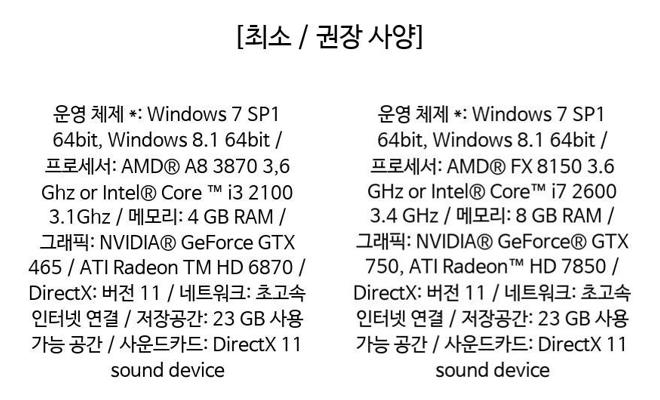 [최소 / 권장 사양]
운영 체제 *: Windows 7 SP1
64bit, Windows 8.1 64bit /
프로세서: AMD® A8 3870 3,6
Ghz or Intel® Core ™ i3 2100
3.1Ghz / 메모리: 4 GB RAM /
그래픽: NVIDIA® GeForce GTX
465 / ATI Radeon TM HD 6870 /
DirectX: 버전 11 / 네트워크: 초고속
인터넷 연결 / 저장공간: 23 GB 사용
가능 공간 / 사운드카드: DirectX 11
sound device
운영 체제 *: Windows 7 SP1
64bit, Windows 8.1 64bit /
프로세서: AMD® FX 8150 3.6
GHz or Intel® Core™ i7 2600
3.4 GHz / 메모리: 8 GB RAM /
그래픽: NVIDIA® GeForce® GTX
750, ATI Radeon™ HD 7850 /
DirectX: 버전 11 / 네트워크: 초고속
인터넷 연결 / 저장공간: 23 GB 사용
가능 공간 / 사운드카드: DirectX 11
sound device